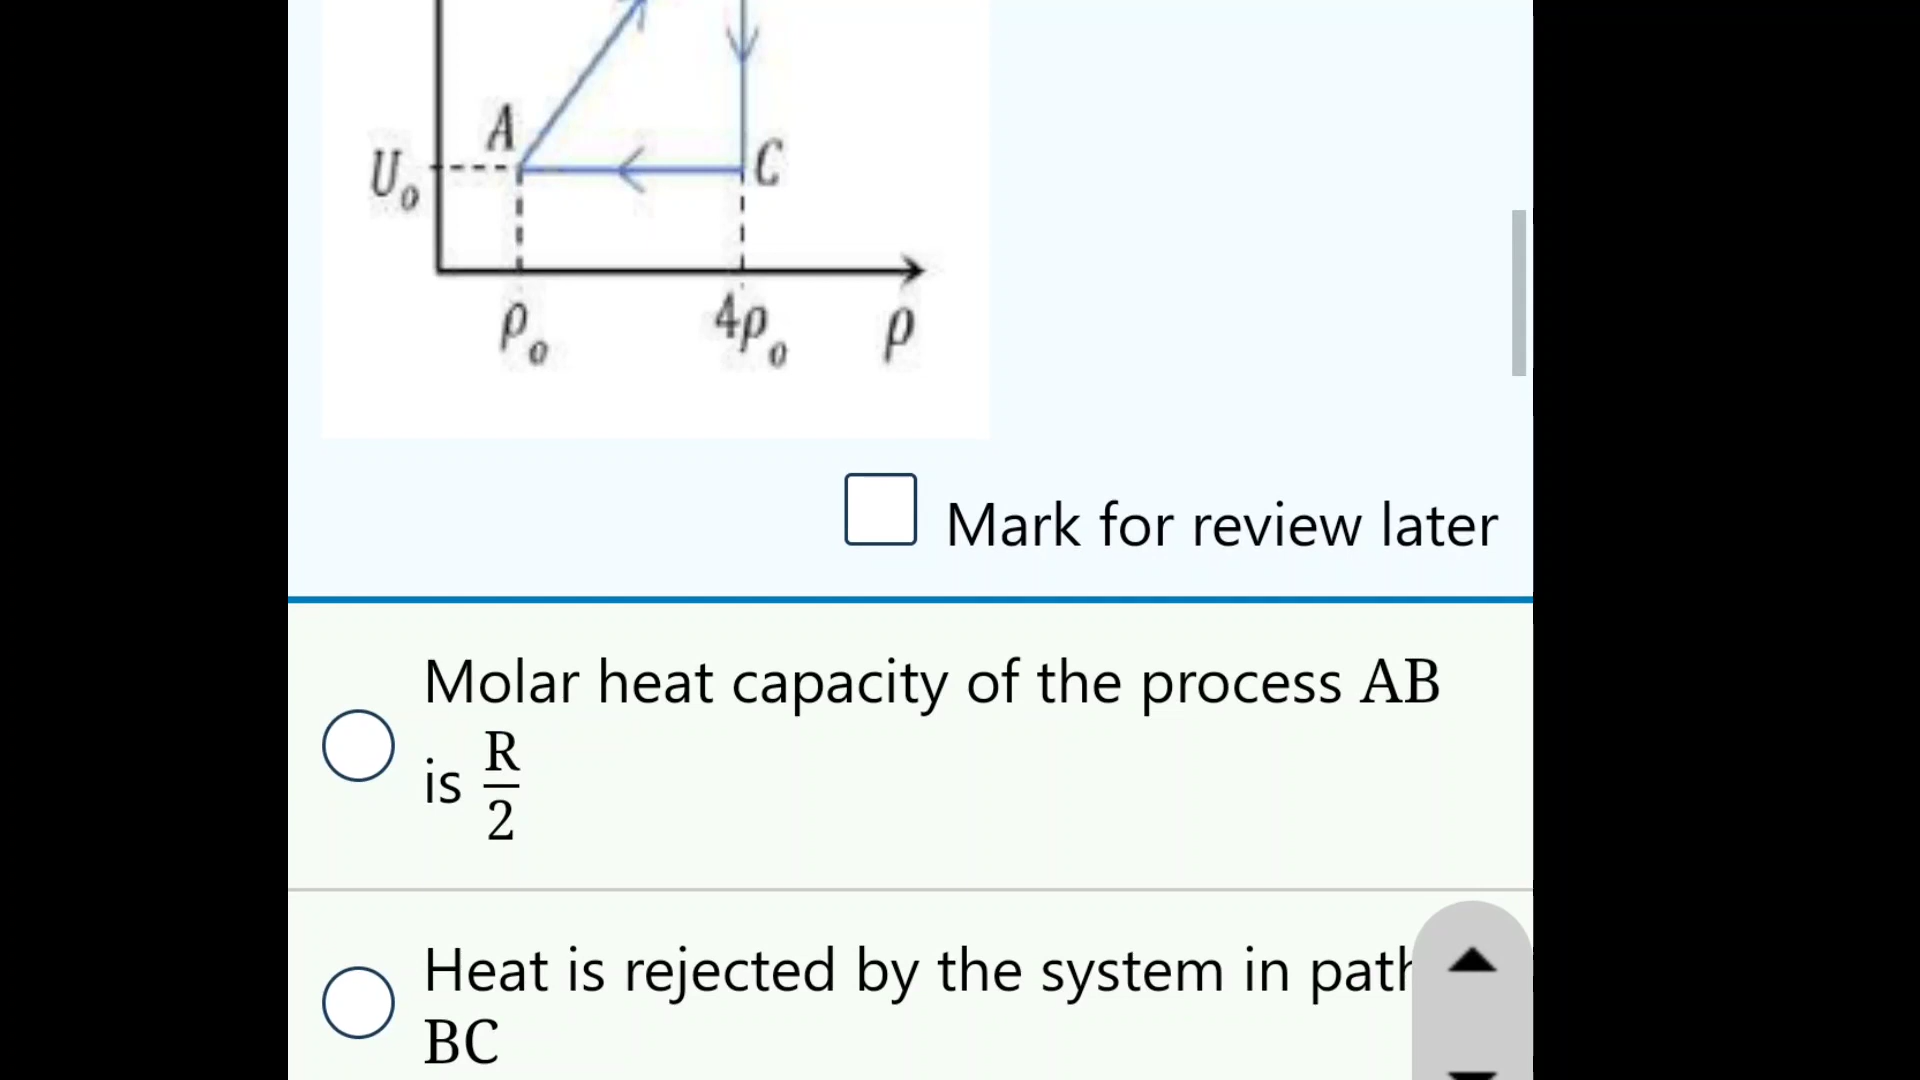 A
U₀
C
ρ₀
4ρ₀
ρ
Mark for review later
Molar heat capacity of the process AB
is R/2
Heat is rejected by the system in path
BC